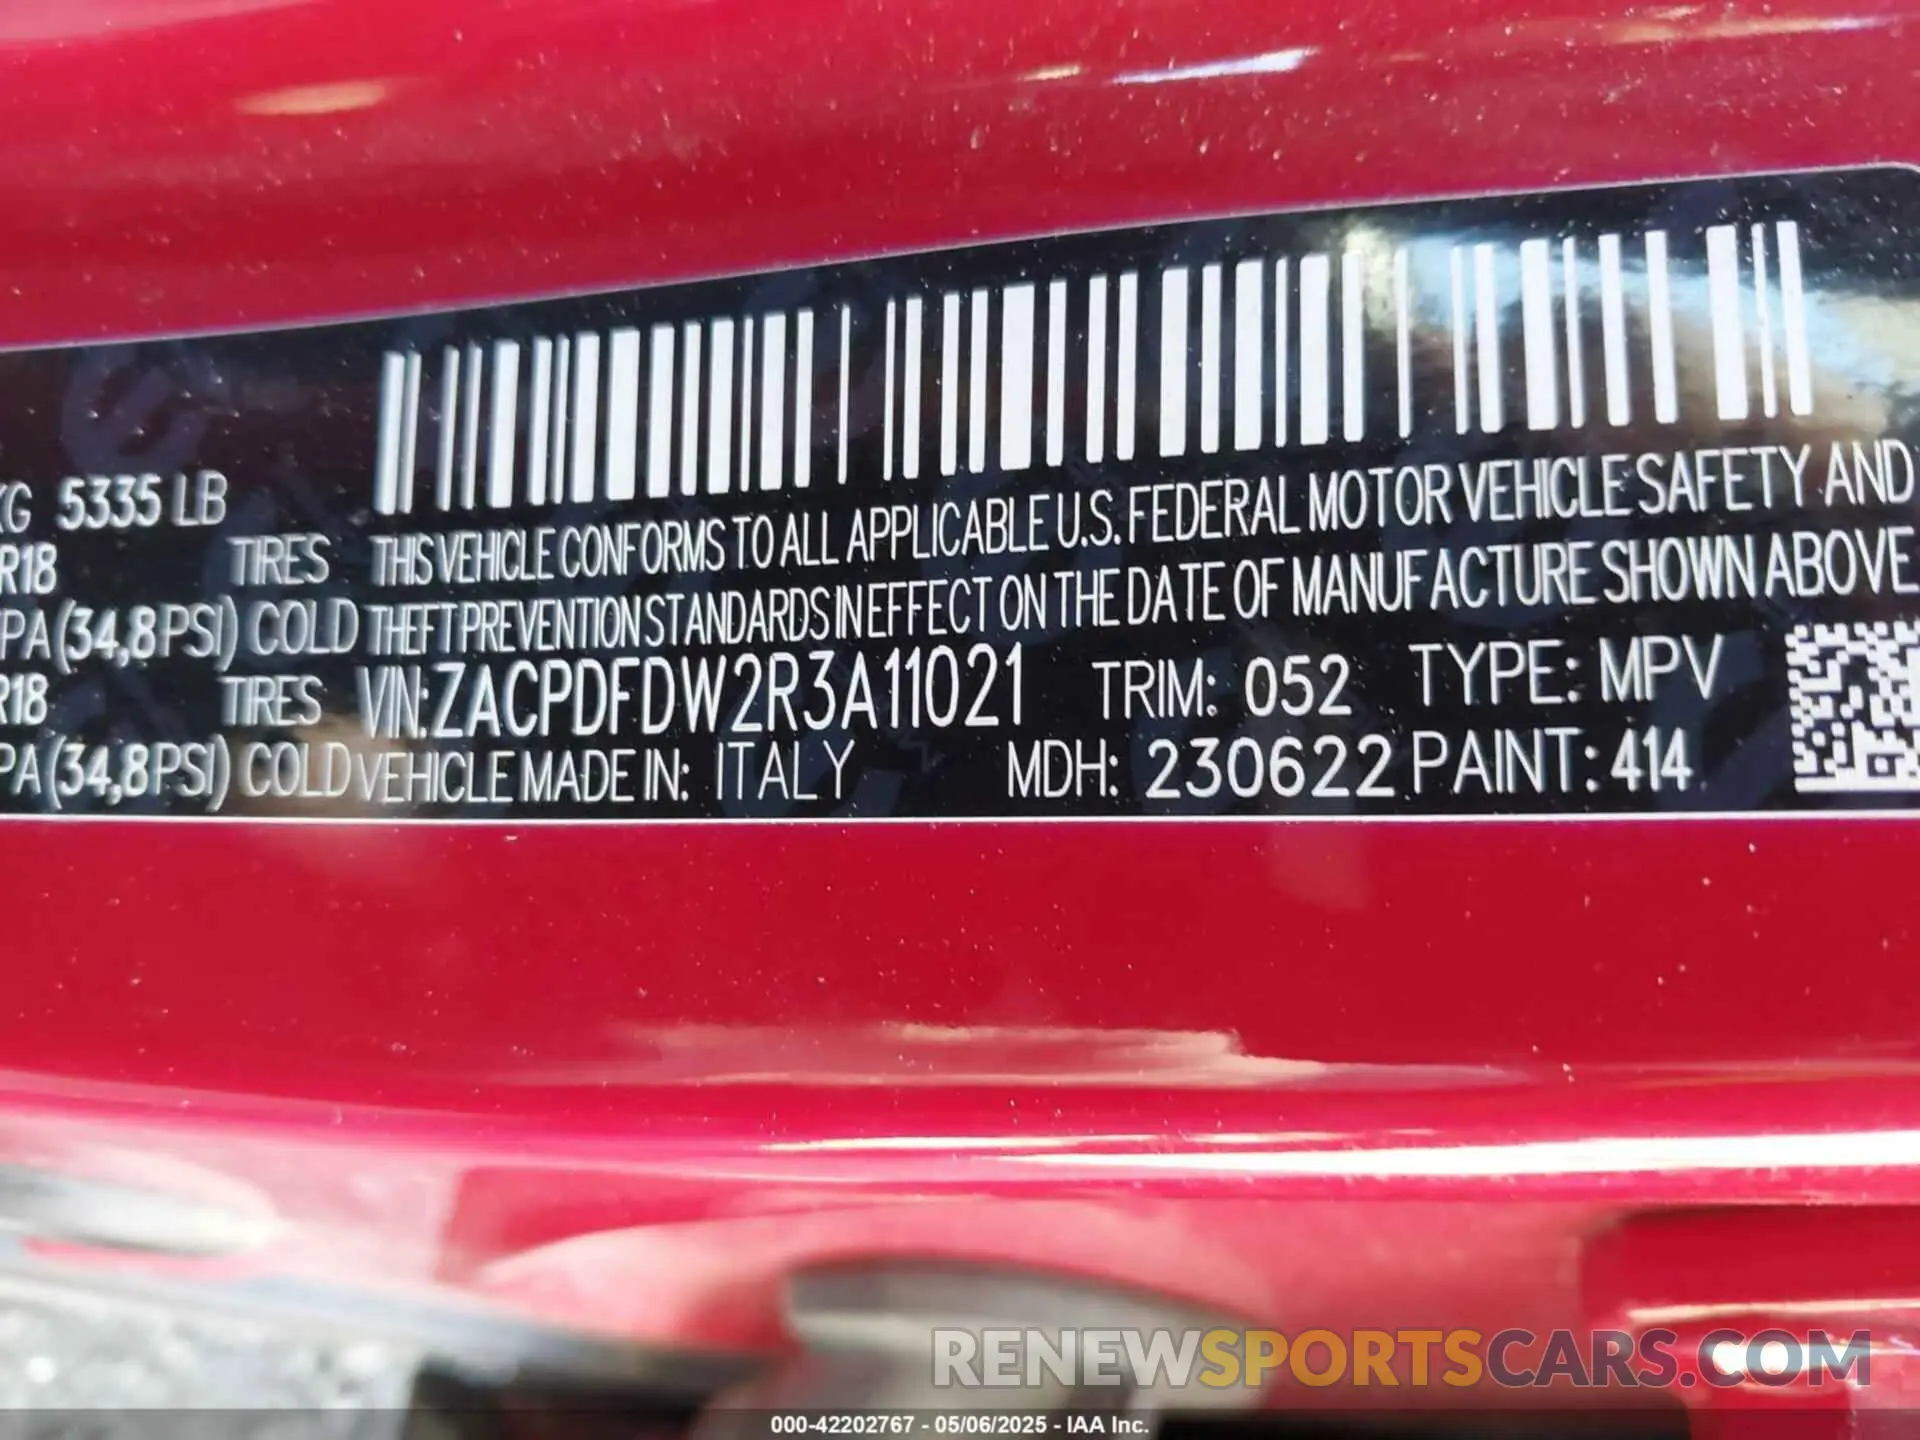 KG 5335 LB
R18 TIRES
PA (34,8PSI) COLD
R18 TIRES
PA (34,8PSI) COLD
THIS VEHICLE CONFORMS TO ALL APPLICABLE U.S. FEDERAL MOTOR VEHICLE SAFETY AND
THEFT PREVENTION STANDARDS IN EFFECT ON THE DATE OF MANUFACTURE SHOWN ABOVE.
VIN: ZACPDFDW2R3A11021 TRIM: 052 TYPE: MPV
VEHICLE MADE IN: ITALY MDH: 230622 PAINT: 414
RENEWSPORTSCARS.COM
000-42202767 - 05/06/2025 - IAA Inc.